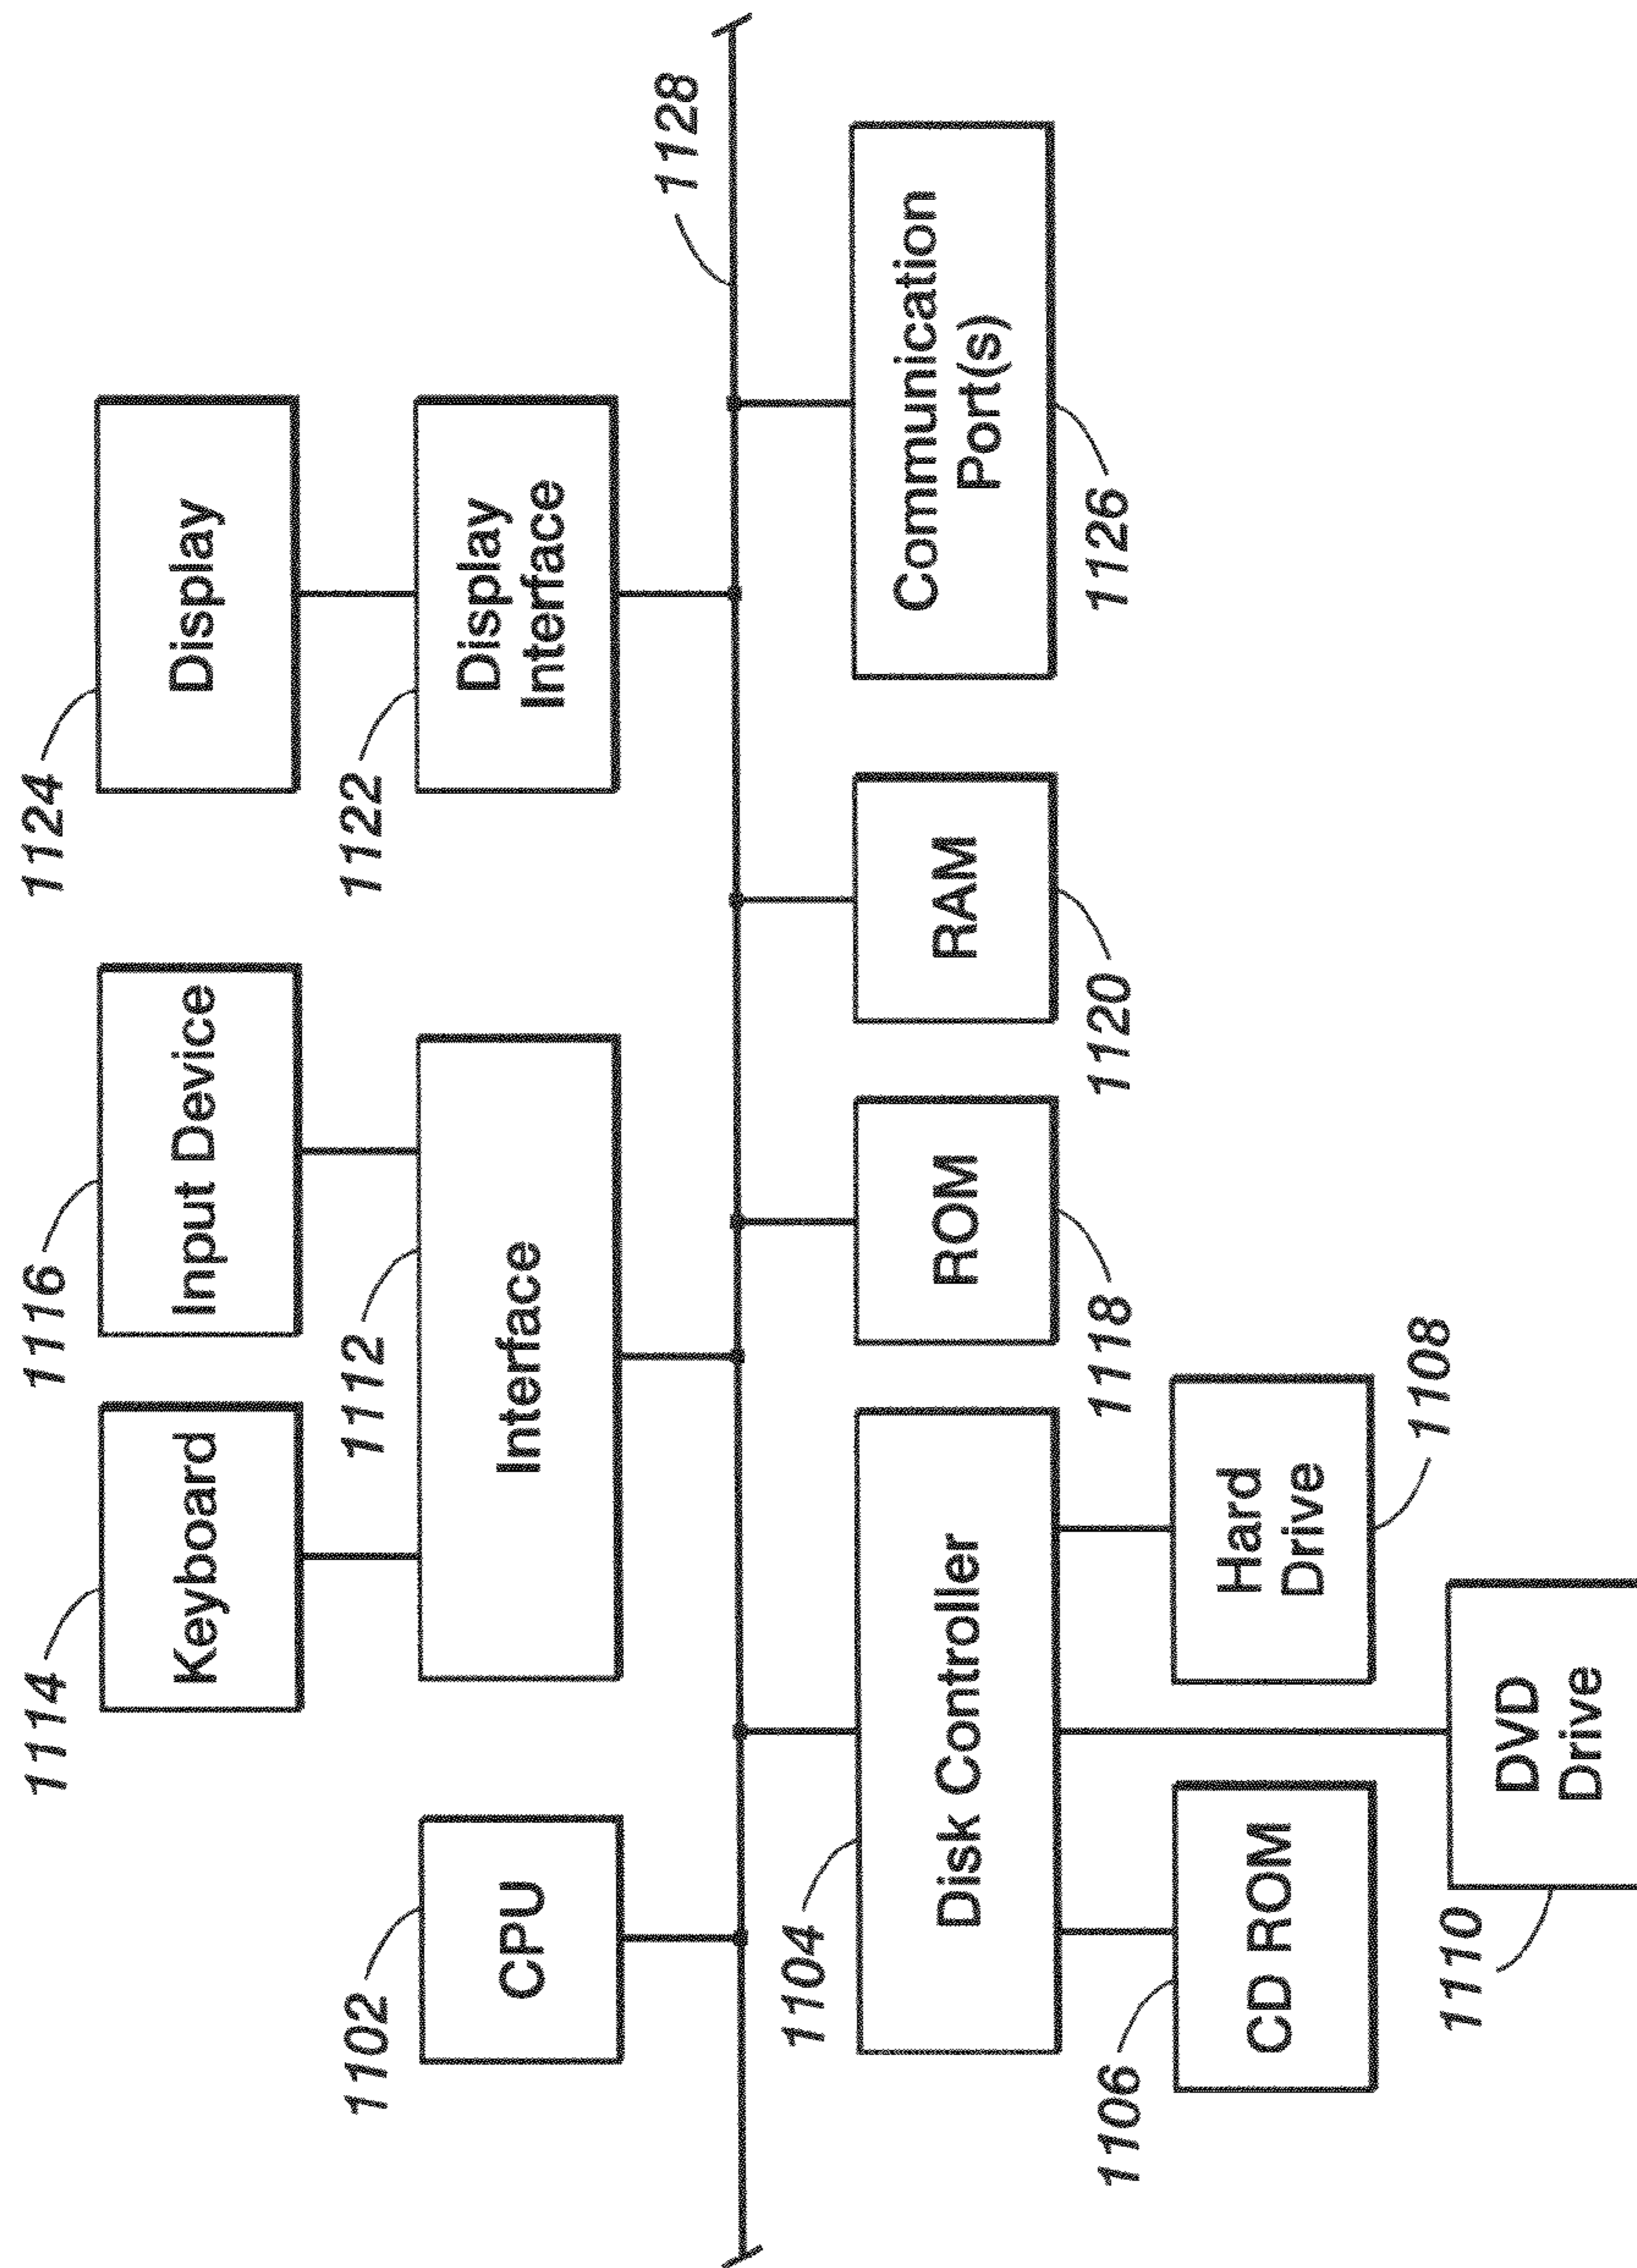 1124
Display
1116
Input Device
1114
Keyboard
1122
Display
Interface
1112
Interface
1102
CPU
1128
1104
Disk Controller
ROM
1118
RAM
1120
Communication
Port(s)
1126
1106
CD ROM
Hard
Drive
1108
1110
DVD
Drive